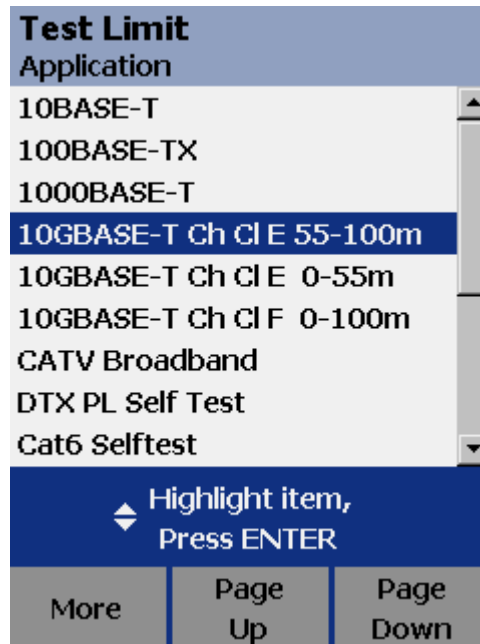 Test Limit
Application
10BASE-T
100BASE-TX
1000BASE-T
10GBASE-T Ch Cl E 55-100m
10GBASE-T Ch Cl E 0-55m
10GBASE-T Ch Cl F 0-100m
CATV Broadband
DTX PL Self Test
Cat6 Selftest
Highlight item,
Press ENTER
More
Page
Up
Page
Down